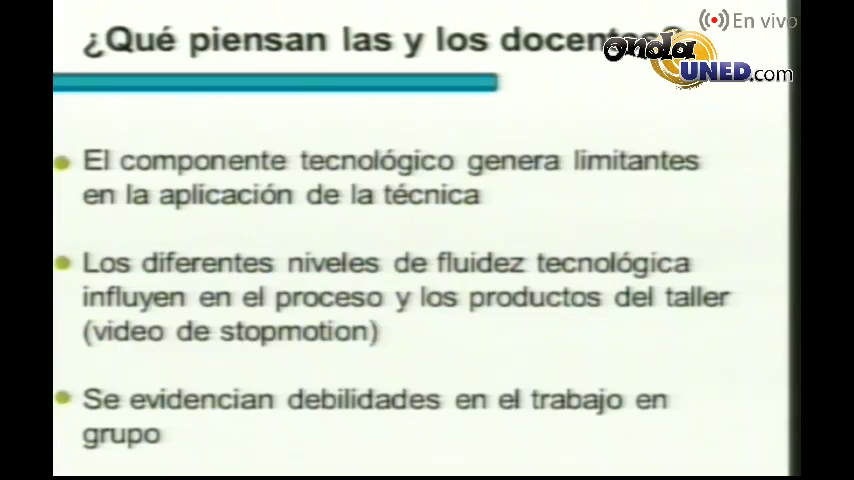 ¿Qué piensan las y los docentes?
En vivo
onda
UNED.com
El componente tecnológico genera limitantes
en la aplicación de la técnica
Los diferentes niveles de fluidez tecnológica
influyen en el proceso y los productos del taller
(video de stopmotion)
Se evidencian debilidades en el trabajo en
grupo